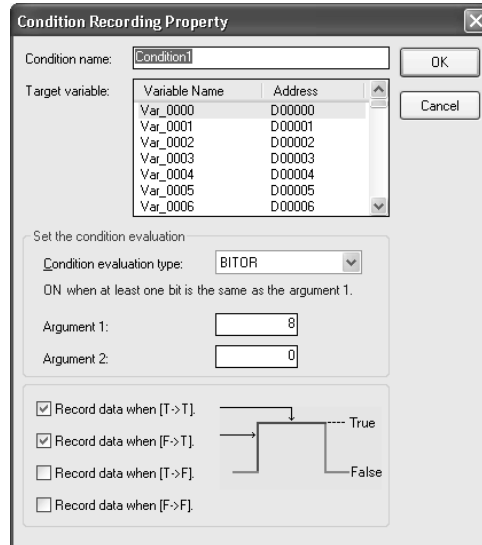 Condition Recording Property
Condition name: Condition1 OK
Target variable: Variable Name Address Cancel
Var_0000 D00000
Var_0001 D00001
Var_0002 D00002
Var_0003 D00003
Var_0004 D00004
Var_0005 D00005
Var_0006 D00006
Set the condition evaluation
Condition evaluation type: BITOR
ON when at least one bit is the same as the argument 1.
Argument 1: 8
Argument 2: 0
Record data when [T->T].
True
Record data when [F->T].
Record data when [T->F].
False
Record data when [F->F].